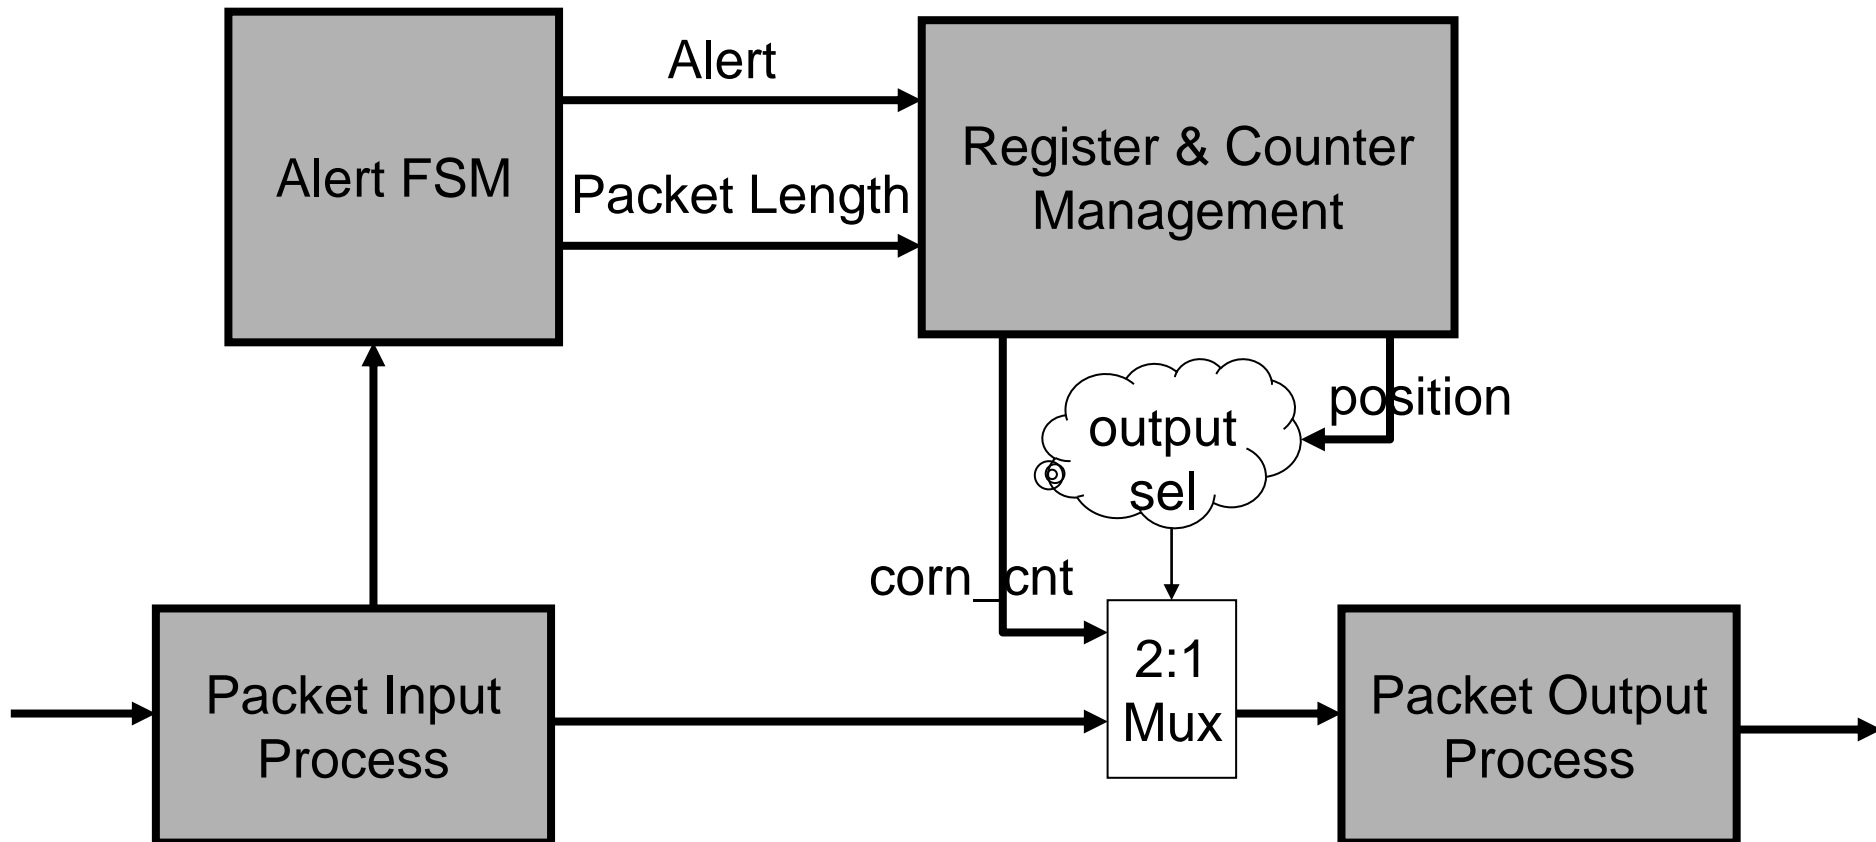 Alert
Alert FSM
Packet Length
Register & Counter
Management
position
output
sel
corn_cnt
2:1
Mux
Packet Input
Process
Packet Output
Process